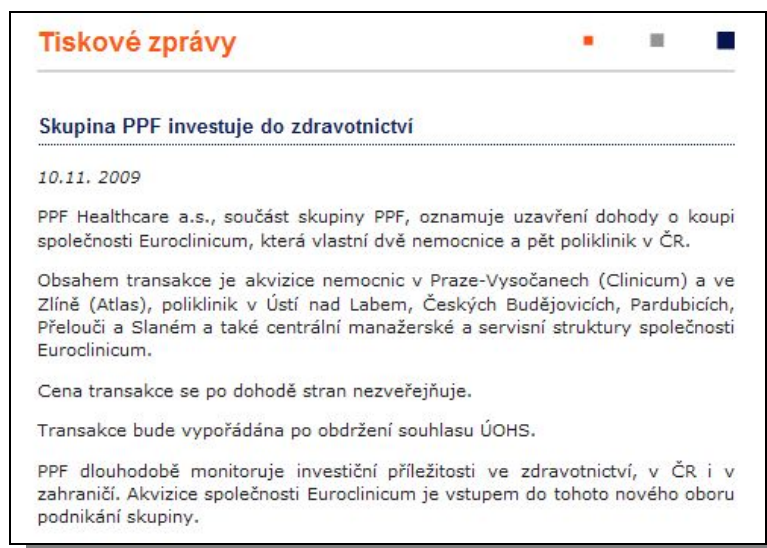 Tiskové zprávy
Skupina PPF investuje do zdravotnictví
10.11. 2009
PPF Healthcare a.s., součást skupiny PPF, oznamuje uzavření dohody o koupi
společnosti Euroclinicum, která vlastní dvě nemocnice a pět poliklinik v ČR.
Obsahem transakce je akvizice nemocnic v Praze-Vysočanech (Clinicum) a ve
Zlíně (Atlas), poliklinik v Ústí nad Labem, Českých Budějovicích, Pardubicích,
Přelouči a Slaném a také centrální manažerské a servisní struktury společnosti
Euroclinicum.
Cena transakce se po dohodě stran nezveřejňuje.
Transakce bude vypořádána po obdržení souhlasu ÚOHS.
PPF dlouhodobě monitoruje investiční příležitosti ve zdravotnictví, v ČR i v
zahraničí. Akvizice společnosti Euroclinicum je vstupem do tohoto nového oboru
podnikání skupiny.